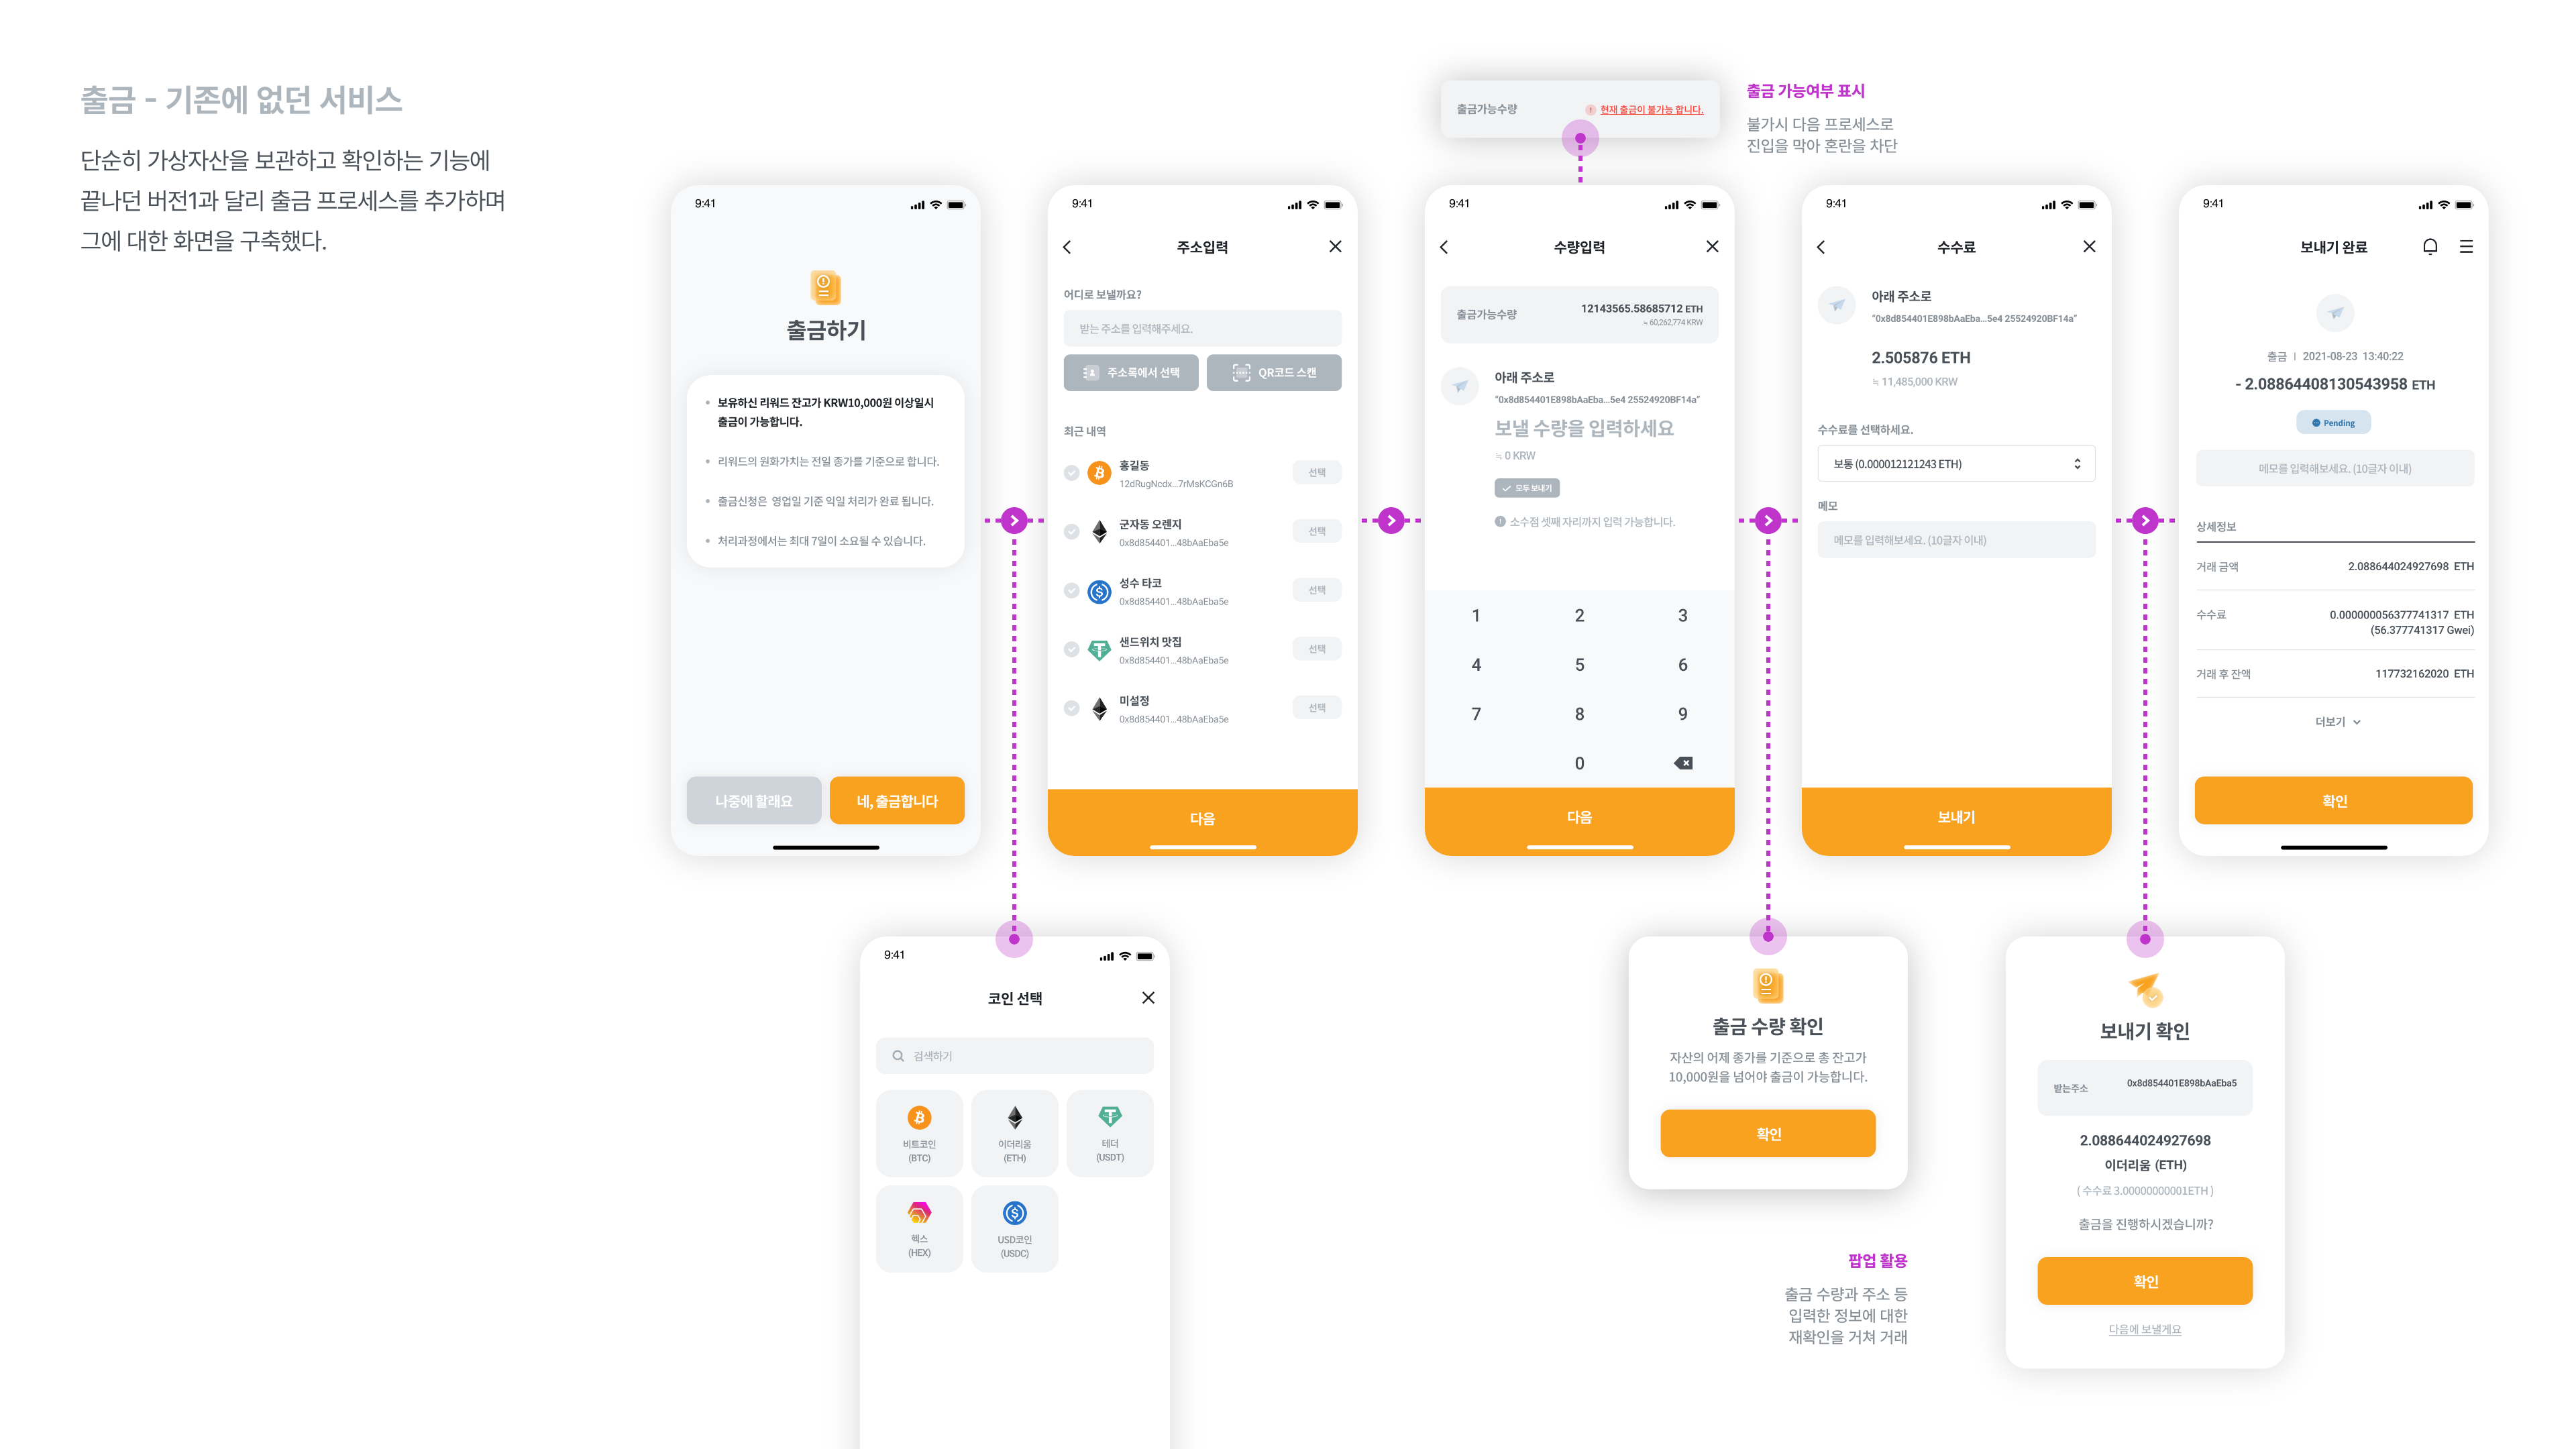 출금 - 기존에 없던 서비스
단순히 가상자산을 보관하고 확인하는 기능에
끝나던 버전1과 달리 출금 프로세스를 추가하며
그에 대한 화면을 구축했다.
9:41
출금하기
보유하신 리워드 잔고가 KRW10,000원 이상일시
출금이 가능합니다.
리워드의 원화가치는 전일 종가를 기준으로 합니다.
출금신청은 영업일 기준 익일 처리가 완료 됩니다.
처리과정에서는 최대 7일이 소요될 수 있습니다.
나중에 할래요
네, 출금합니다
9:41
주소입력
어디로 보낼까요?
받는 주소를 입력해주세요.
주소록에서 선택
QR코드 스캔
최근 내역
홍길동
12dRugNcdx...7rMsKCGn6B
선택
군자동 오렌지
0x8d854401...48bAaEba5e
선택
성수 타코
0x8d854401...48bAaEba5e
선택
샌드위치 맛집
0x8d854401...48bAaEba5e
선택
미설정
0x8d854401...48bAaEba5e
선택
다음
출금가능수량
현재 출금이 불가능 합니다.
출금 가능여부 표시
불가시 다음 프로세스로
진입을 막아 혼란을 차단
9:41
수량입력
출금가능수량
12143565.58685712 ETH
≒ 60,262,774 KRW
아래 주소로
"0x8d854401E898bAaEba...5e4 25524920BF14a"
보낼 수량을 입력하세요
≒ 0 KRW
모두 보내기
소수점 셋째 자리까지 입력 가능합니다.
1 2 3
4 5 6
7 8 9
0
다음
9:41
수수료
아래 주소로
"0x8d854401E898bAaEba...5e4 25524920BF14a"
2.505876 ETH
≒ 11,485,000 KRW
수수료를 선택하세요.
보통 (0.000012121243 ETH)
메모
메모를 입력해보세요. (10글자 이내)
보내기
9:41
보내기 완료
출금 | 2021-08-23 13:40:22
- 2.08864408130543958 ETH
Pending
메모를 입력해보세요. (10글자 이내)
상세정보
거래 금액 2.088644024927698 ETH
수수료 0.000000056377741317 ETH
(56.377741317 Gwei)
거래 후 잔액 117732162020 ETH
더보기
확인
9:41
코인 선택
검색하기
비트코인
(BTC)
이더리움
(ETH)
테더
(USDT)
헥스
(HEX)
USD코인
(USDC)
출금 수량 확인
자산의 어제 종가를 기준으로 총 잔고가
10,000원을 넘어야 출금이 가능합니다.
확인
팝업 활용
출금 수량과 주소 등
입력한 정보에 대한
재확인을 거쳐 거래
보내기 확인
받는주소
0x8d854401E898bAaEba5
2.088644024927698
이더리움 (ETH)
( 수수료 3.00000000001ETH )
출금을 진행하시겠습니까?
확인
다음에 보낼게요